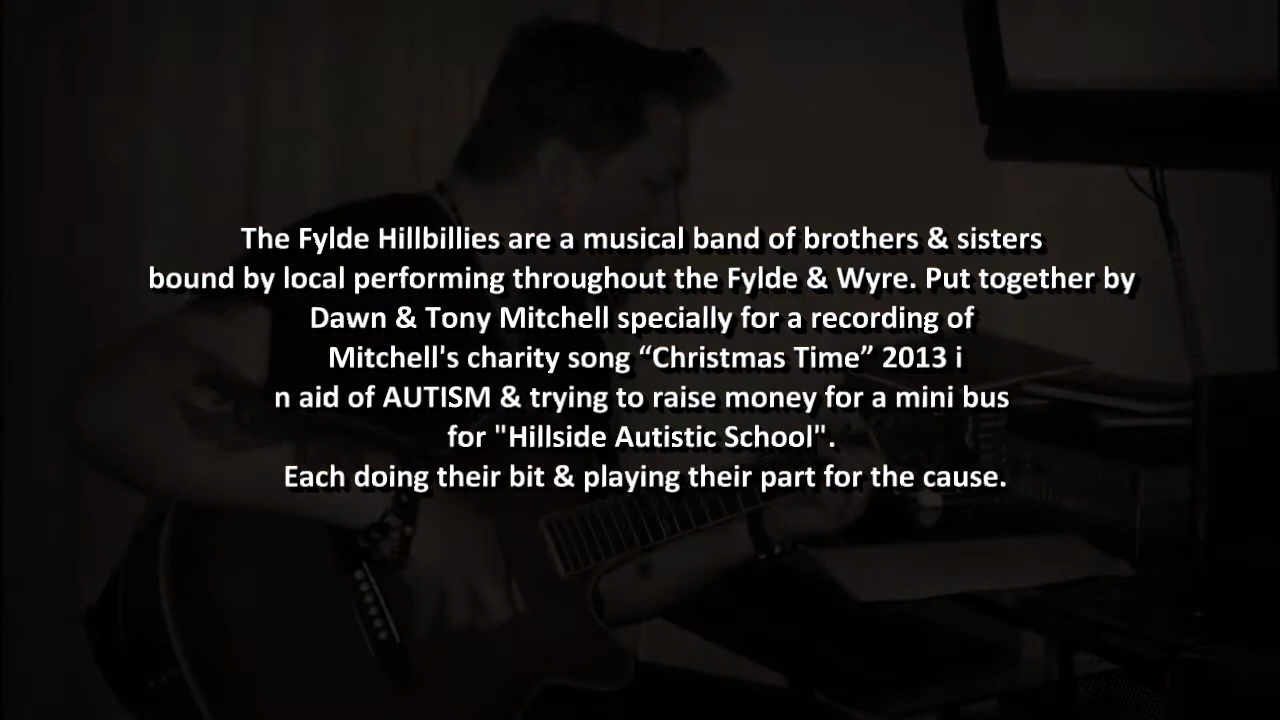 The Fylde Hillbillies are a musical band of brothers & sisters
bound by local performing throughout the Fylde & Wyre. Put together by
Dawn & Tony Mitchell specially for a recording of
Mitchell's charity song “Christmas Time” 2013 i
n aid of AUTISM & trying to raise money for a mini bus
for "Hillside Autistic School".
Each doing their bit & playing their part for the cause.